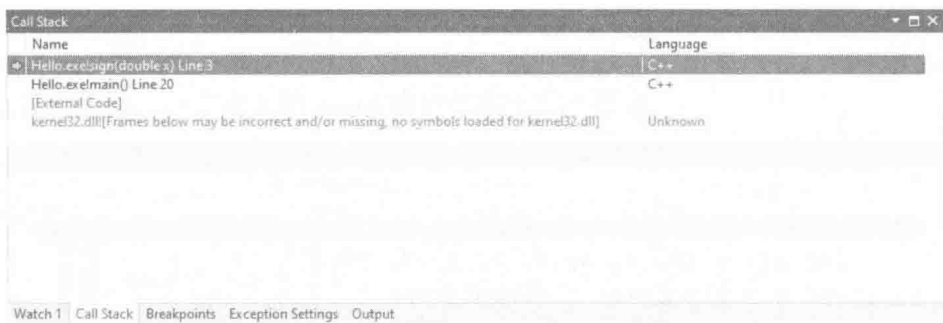 Call Stack
Name Language
Hello.exe!sign(double x) Line 3 C++
Hello.exe!main() Line 20 C++
[External Code]
kernel32.dll![Frames below may be incorrect and/or missing, no symbols loaded for kernel32.dll] Unknown
Watch 1 Call Stack Breakpoints Exception Settings Output